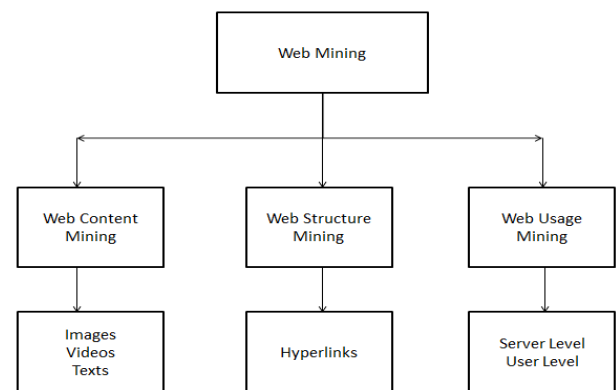 Web Mining
Web Content
Mining
Web Structure
Mining
Web Usage
Mining
Images
Videos
Texts
Hyperlinks
Server Level
User Level